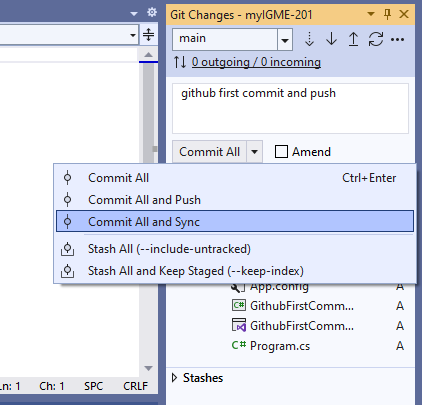 Git Changes - myIGME-201
main
0 outgoing / 0 incoming
github first commit and push
Commit All
Amend
Commit All Ctrl+Enter
Commit All and Push
Commit All and Sync
Stash All (--include-untracked)
Stash All and Keep Staged (--keep-index)
App.config A
GithubFirstComm... A
GithubFirstComm... A
C# Program.cs A
Stashes
Ln: 1 Ch: 1 SPC CRLF